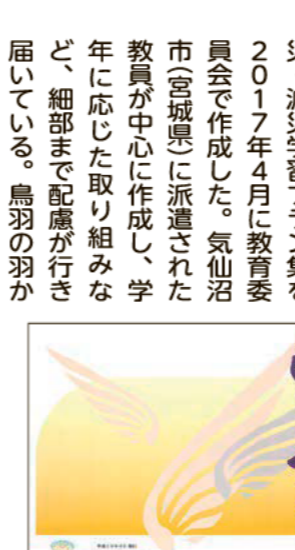 災・減災学習プラン集を
2017年4月に教育委
員会で作成した。気仙沼
市(宮城県)に派遣された
教員が中心に作成し、学
年に応じた取り組みな
ど、細部まで配慮が行き
届いている。鳥羽の羽か